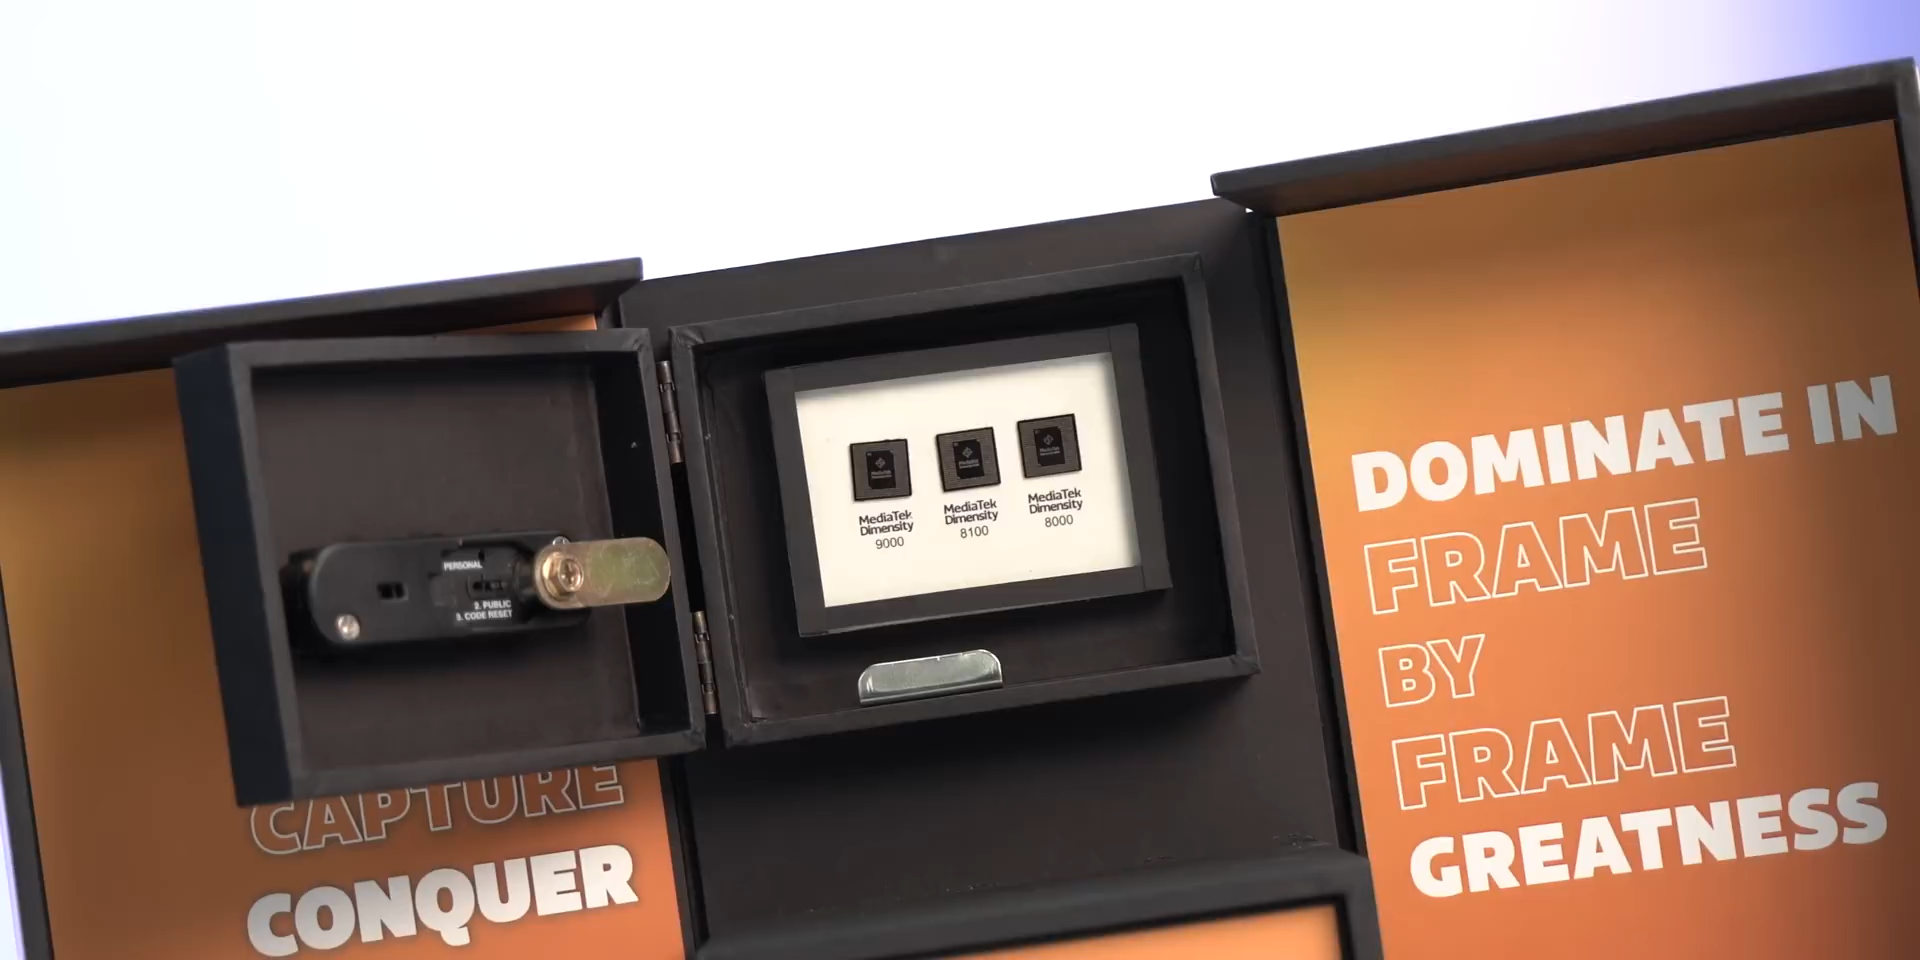 CAPTURE
CONQUER
PERSONAL
2. PUBLIC
3. CODE RESET
MediaTek
Dimensity
9000
MediaTek
Dimensity
8100
MediaTek
Dimensity
8000
DOMINATE IN
FRAME
BY
FRAME
GREATNESS